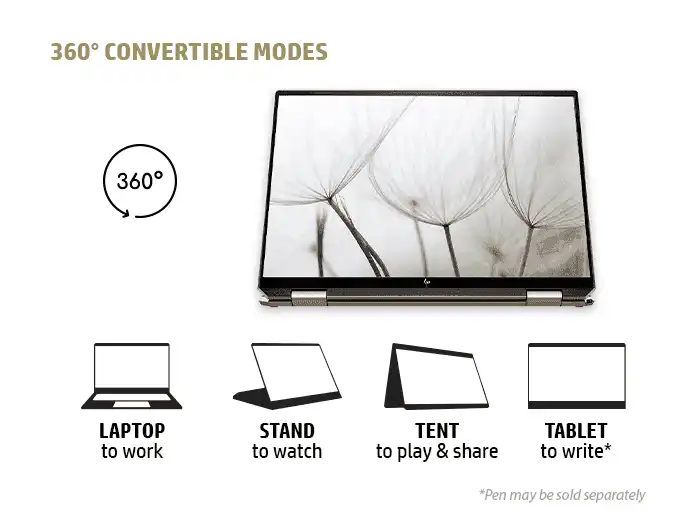 360° CONVERTIBLE MODES
360°
hp
LAPTOP
to work
STAND
to watch
TENT
to play & share
TABLET
to write*
*Pen may be sold separately